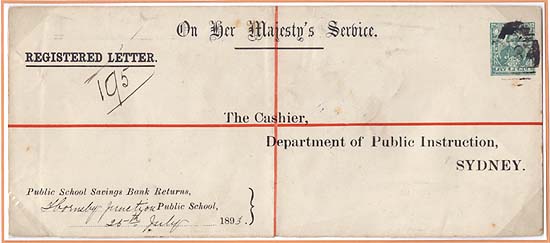 On Her Majesty's Service.
REGISTERED LETTER.
195
The Cashier,
Department of Public Instruction,
SYDNEY.
Public School Savings Bank Returns,
Hornsby Junction Public School,
25th July 1893.